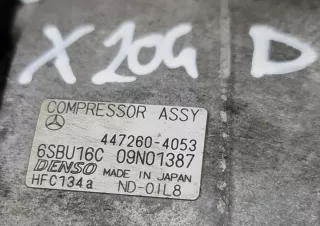 X204 D
COMPRESSOR ASSY
447260-4053
6SBU16C 09N01387
DENSO MADE IN JAPAN
HFC134a ND-OIL8